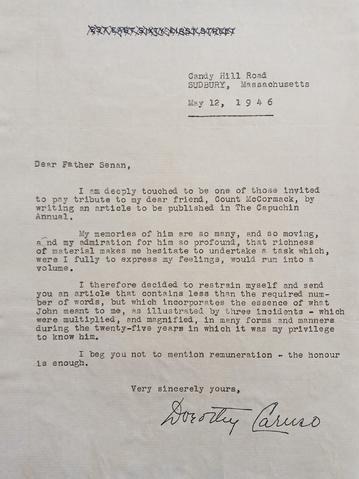 Candy Hill Road
SUDBURY, Massachusetts
May 12, 1946
Dear Father Senan,
I am deeply touched to be one of those invited
to pay tribute to my dear friend, Count McCormack, by
writing an article to be published in The Capuchin
Annual.
My memories of him are so many, and so moving,
and my admiration for him so profound, that richness
of material makes me hesitate to undertake a task which,
were I fully to express my feelings, would run into a
volume.
I therefore decided to restrain myself and send
you an article that contains less than the required num-
ber of words, but which incorporates the essence of what
John meant to me, as illustrated by three incidents - which
were multiplied, and magnified, in many forms and manners
during the twenty-five years in which it was my privilege
to know him.
I beg you not to mention remuneration - the honour
is enough.
Very sincerely yours,
Dorothy Caruso